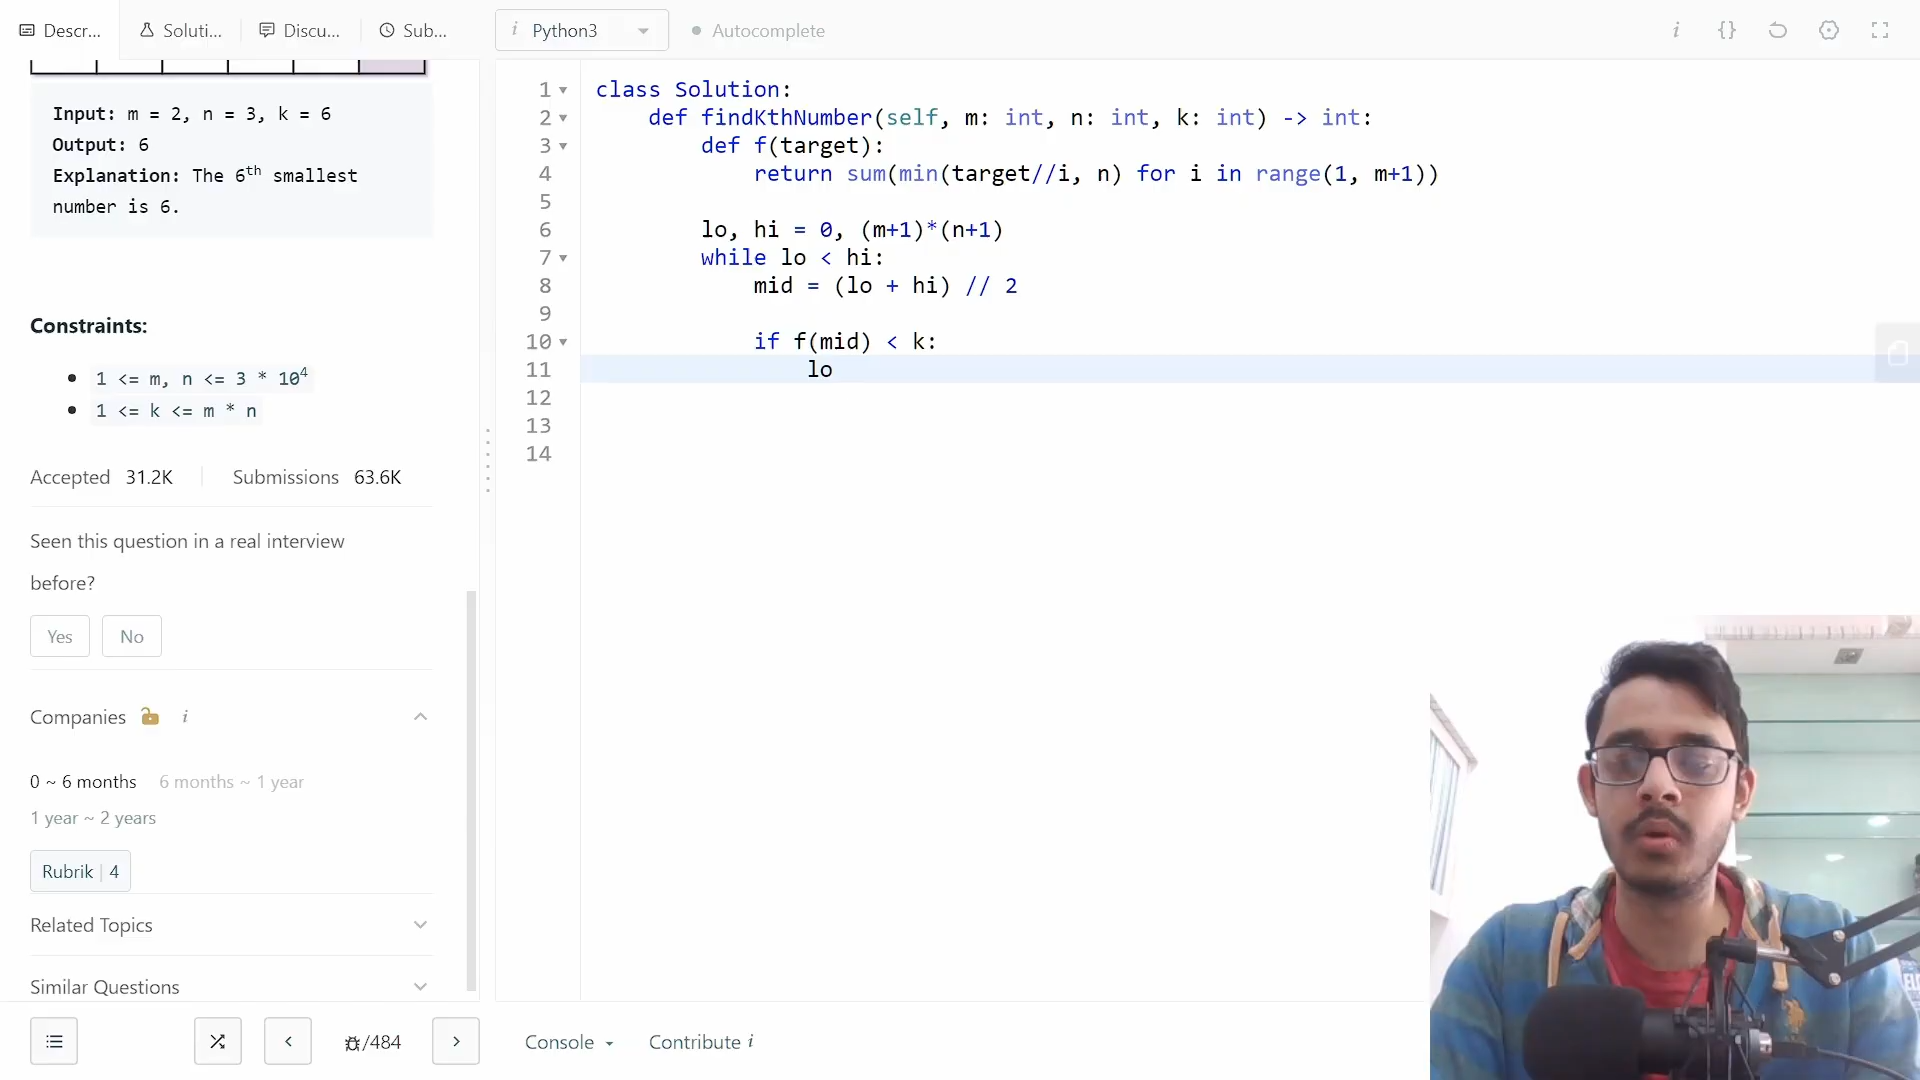 Descr...
Soluti...
Discu...
Sub...
i Python3
Autocomplete
i {}
Input: m = 2, n = 3, k = 6
Output: 6
Explanation: The 6th smallest
number is 6.
Constraints:
1 <= m, n <= 3 * 10^4
1 <= k <= m * n
Accepted 31.2K
Submissions 63.6K
Seen this question in a real interview
before?
Yes
No
Companies i
0 ~ 6 months 6 months ~ 1 year
1 year ~ 2 years
Rubrik | 4
Related Topics
Similar Questions
/484
1 class Solution:
2 def findKthNumber(self, m: int, n: int, k: int) -> int:
3 def f(target):
4 return sum(min(target//i, n) for i in range(1, m+1))
5
6 lo, hi = 0, (m+1)*(n+1)
7 while lo < hi:
8 mid = (lo + hi) // 2
9
10 if f(mid) < k:
11 lo
12
13
14
Console
Contribute i